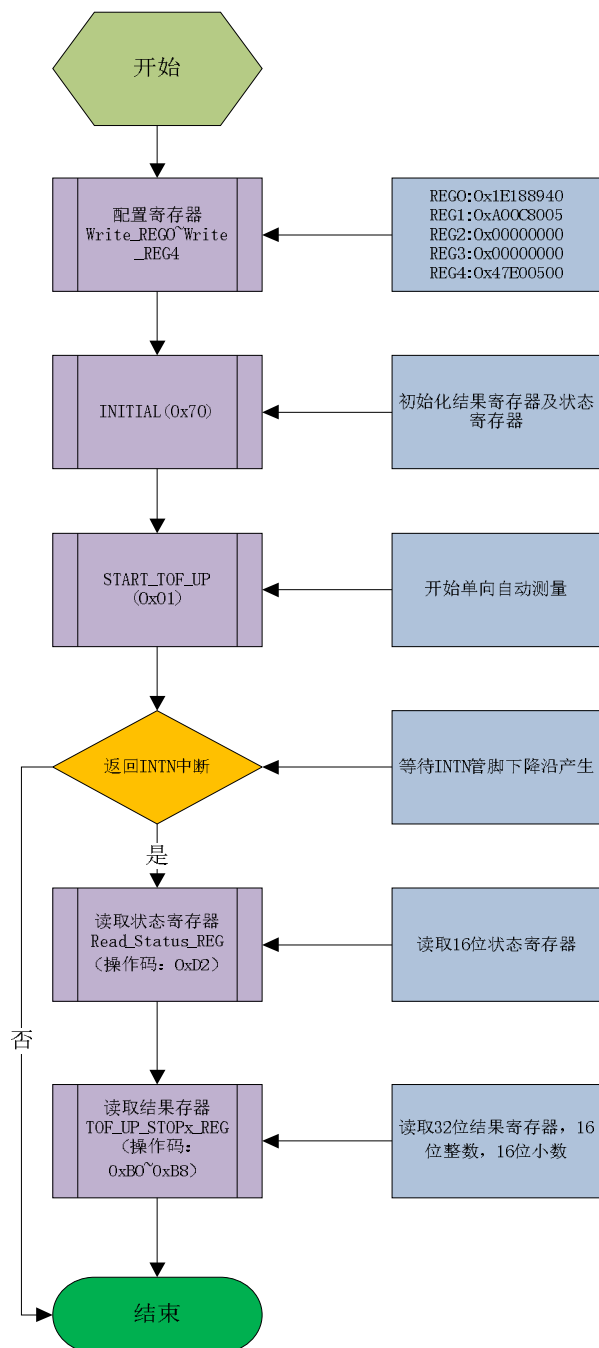 开始
配置寄存器
Write_REG0~Write
_REG4
REG0:0x1E188940
REG1:0xA00C8005
REG2:0x00000000
REG3:0x00000000
REG4:0x47E00500
INITIAL(0x70)
初始化结果寄存器及状态
寄存器
START_TOF_UP
(0x01)
开始单向自动测量
返回INTN中断
等待INTN管脚下降沿产生
是
读取状态寄存器
Read_Status_REG
(操作码：0xD2)
读取16位状态寄存器
否
读取结果存器
TOF_UP_STOPx_REG
(操作码：
0xB0~0xB8)
读取32位结果寄存器，16
位整数，16位小数
结束